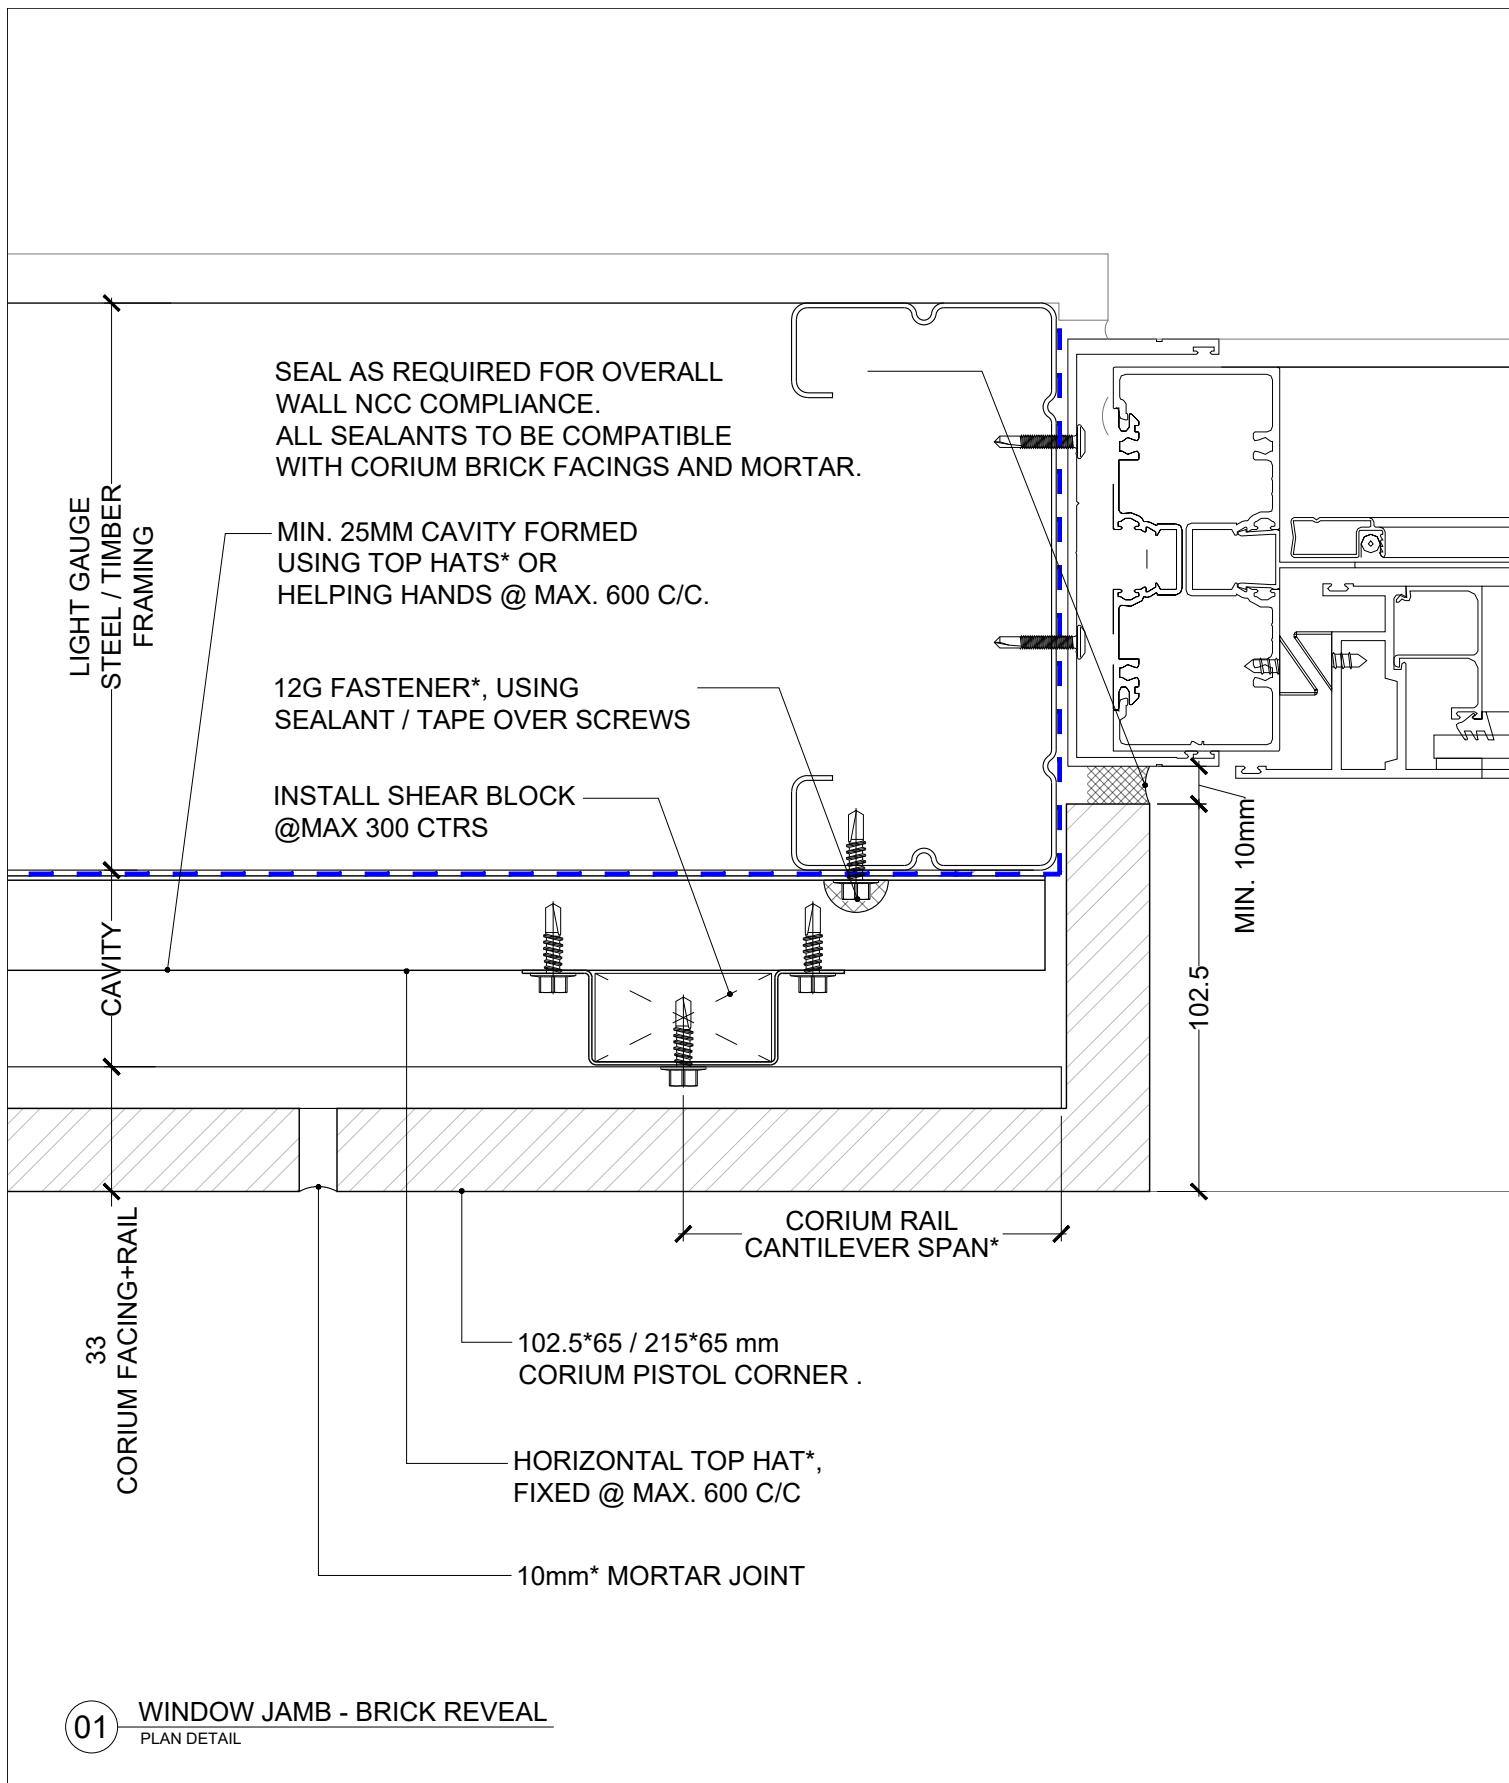 SEAL AS REQUIRED FOR OVERALL
WALL NCC COMPLIANCE.
ALL SEALANTS TO BE COMPATIBLE
WITH CORIUM BRICK FACINGS AND MORTAR.
LIGHT GAUGE
STEEL / TIMBER
FRAMING
MIN. 25MM CAVITY FORMED
USING TOP HATS* OR
HELPING HANDS @ MAX. 600 C/C.
12G FASTENER*, USING
SEALANT / TAPE OVER SCREWS
INSTALL SHEAR BLOCK
@MAX 300 CTRS
MIN. 10mm
CAVITY
102.5
CORIUM RAIL
CANTILEVER SPAN*
33
CORIUM FACING+RAIL
102.5*65 / 215*65 mm
CORIUM PISTOL CORNER .
HORIZONTAL TOP HAT*,
FIXED @ MAX. 600 C/C
10mm* MORTAR JOINT
01
WINDOW JAMB - BRICK REVEAL
PLAN DETAIL